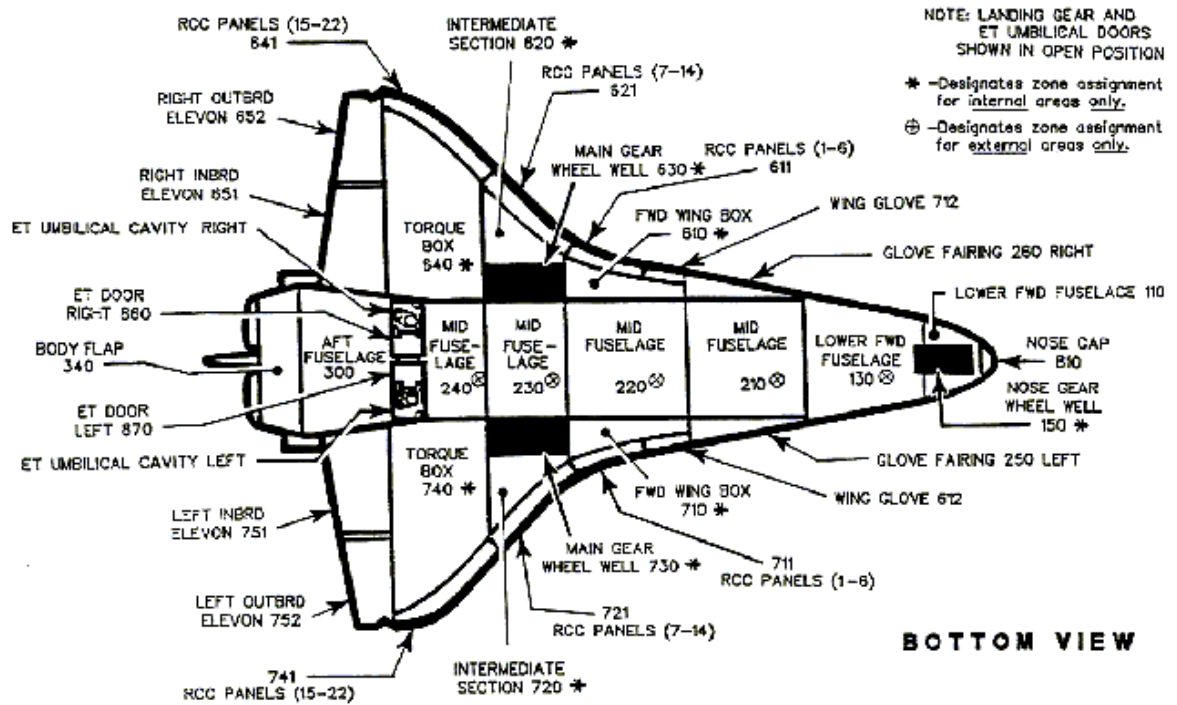 RCC PANELS (15-22)
641
INTERMEDIATE
SECTION 620 *
NOTE: LANDING GEAR AND
ET UMBILICAL DOORS
SHOWN IN OPEN POSITION
* -Designates zone assignment
for internal areas only.
⊕ -Designates zone assignment
for external areas only.
RCC PANELS (7-14)
621
RIGHT OUTBRD
ELEVON 652
MAIN GEAR
WHEEL WELL 630 *
RCC PANELS (1-6)
611
RIGHT INBRD
ELEVON 651
WING GLOVE 712
FWD WING BOX
610 *
ET UMBILICAL CAVITY RIGHT
TORQUE
BOX
640 *
GLOVE FAIRING 260 RIGHT
ET DOOR
RIGHT 860
LOWER FWD FUSELAGE 110
BODY FLAP
340
AFT
FUSELAGE
300
MID
FUSE-
LAGE
240 ⊗
MID
FUSE-
LAGE
230 ⊗
MID
FUSELAGE
220 ⊗
MID
FUSELAGE
210 ⊗
LOWER FWD
FUSELAGE
130 ⊗
NOSE CAP
810
NOSE GEAR
WHEEL WELL
150 *
ET DOOR
LEFT 870
ET UMBILICAL CAVITY LEFT
TORQUE
BOX
740 *
GLOVE FAIRING 250 LEFT
FWD WING BOX
710 *
WING GLOVE 612
LEFT INBRD
ELEVON 751
MAIN GEAR
WHEEL WELL 730 *
711
RCC PANELS (1-6)
LEFT OUTBRD
ELEVON 752
721
RCC PANELS (7-14)
BOTTOM VIEW
741
RCC PANELS (15-22)
INTERMEDIATE
SECTION 720 *